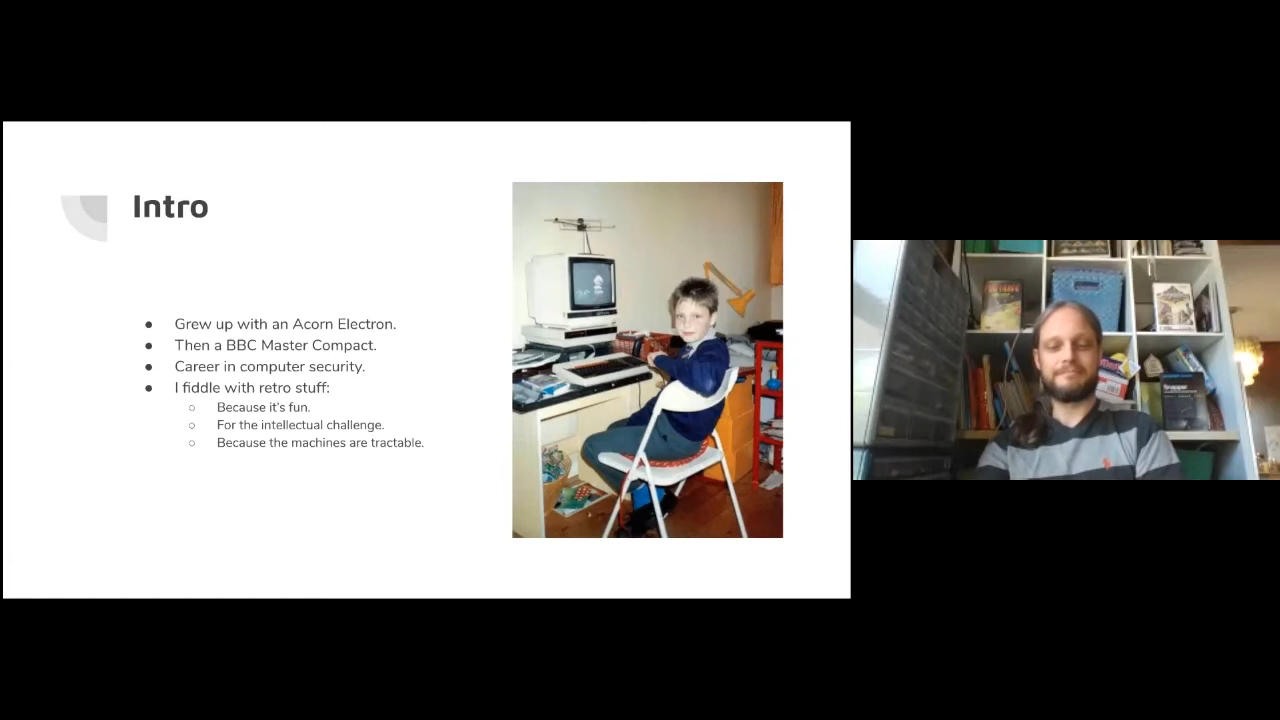 Intro
● Grew up with an Acorn Electron.
● Then a BBC Master Compact.
● Career in computer security.
● I fiddle with retro stuff:
○ Because it's fun.
○ For the intellectual challenge.
○ Because the machines are tractable.
Snapper